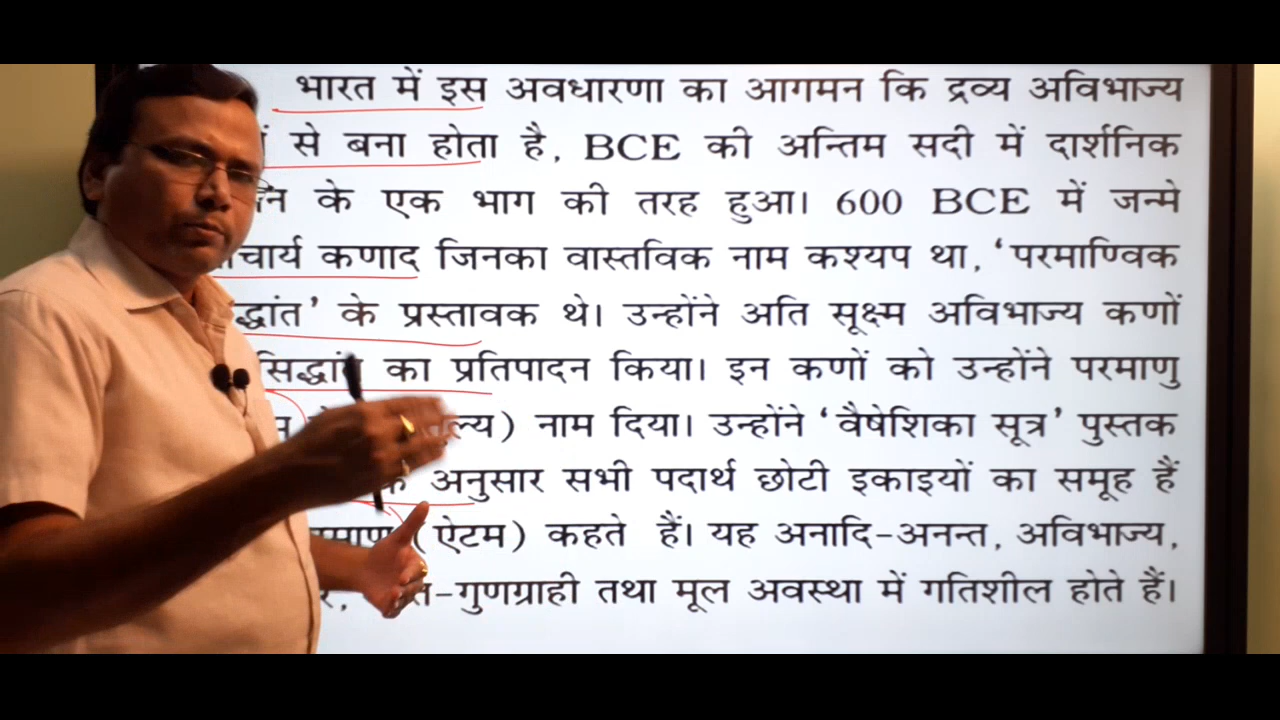 भारत में इस अवधारणा का आगमन कि द्रव्य अविभाज्य
से बना होता है, BCE की अन्तिम सदी में दार्शनिक
के एक भाग की तरह हुआ। 600 BCE में जन्मे
कणाद जिनका वास्तविक नाम कश्यप था, ‘परमाण्विक
के प्रस्तावक थे। उन्होंने अति सूक्ष्म अविभाज्य कणों
का प्रतिपादन किया। इन कणों को उन्होंने परमाणु
नाम दिया। उन्होंने ‘वैषेशिका सूत्र’ पुस्तक
अनुसार सभी पदार्थ छोटी इकाइयों का समूह हैं
(ऐटम) कहते हैं। यह अनादि-अनन्त, अविभाज्य,
गुणग्राही तथा मूल अवस्था में गतिशील होते हैं।